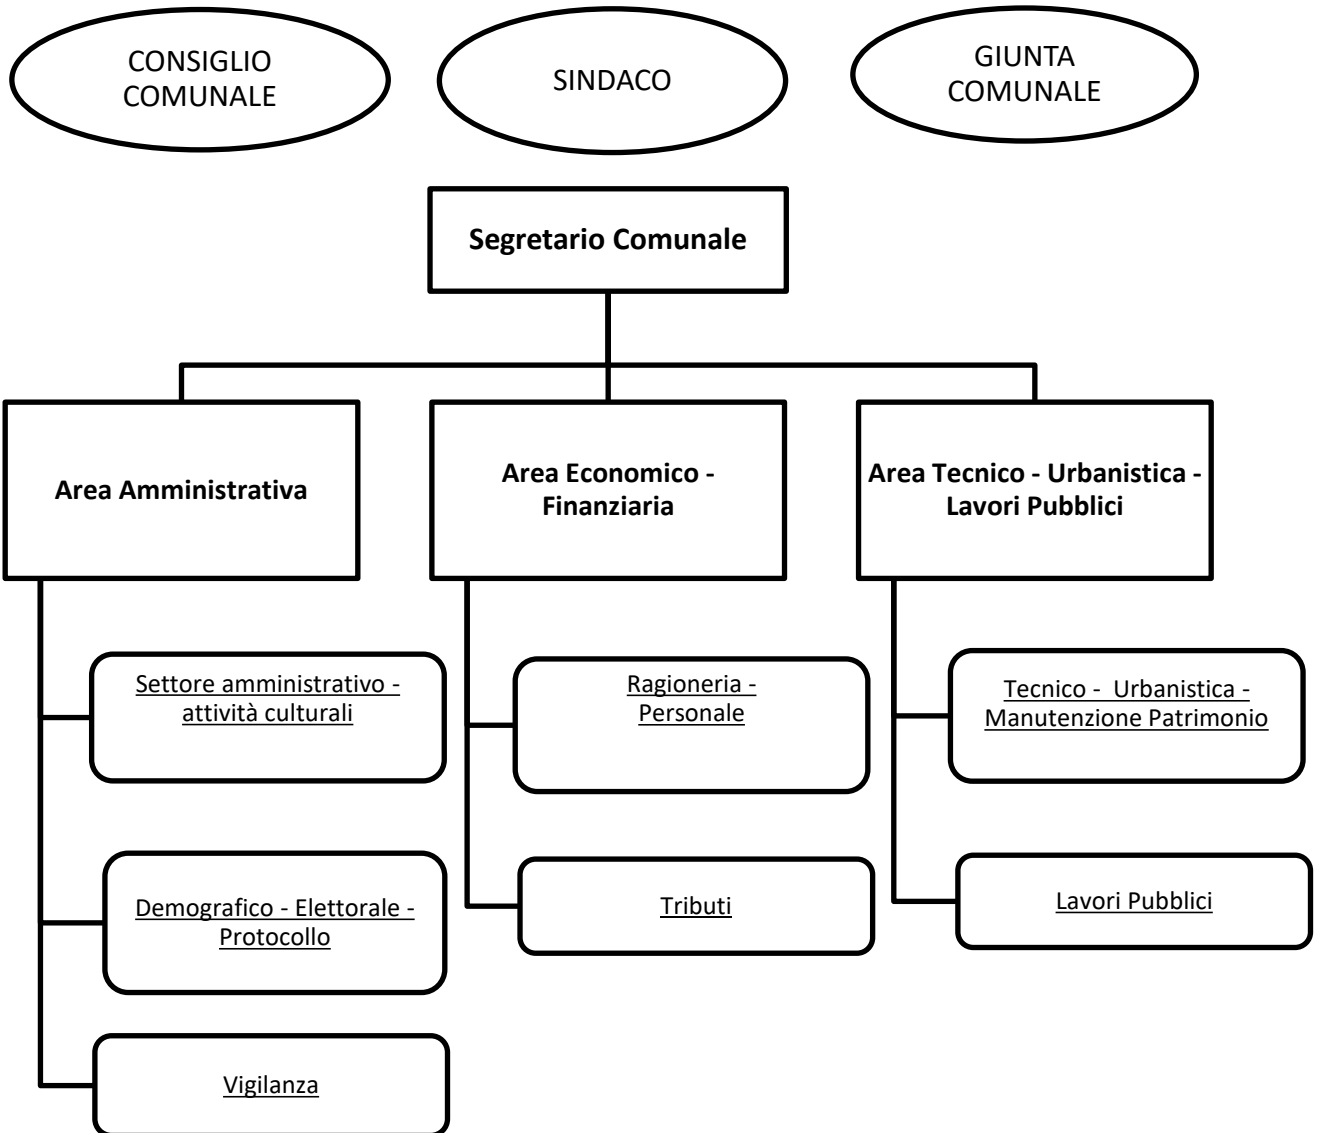 CONSIGLIO
COMUNALE
SINDACO
GIUNTA
COMUNALE
Segretario Comunale
Area Amministrativa
Area Economico -
Finanziaria
Area Tecnico - Urbanistica -
Lavori Pubblici
Settore amministrativo -
attività culturali
Ragioneria -
Personale
Tecnico -  Urbanistica -
Manutenzione Patrimonio
Demografico - Elettorale -
Protocollo
Tributi
Lavori Pubblici
Vigilanza